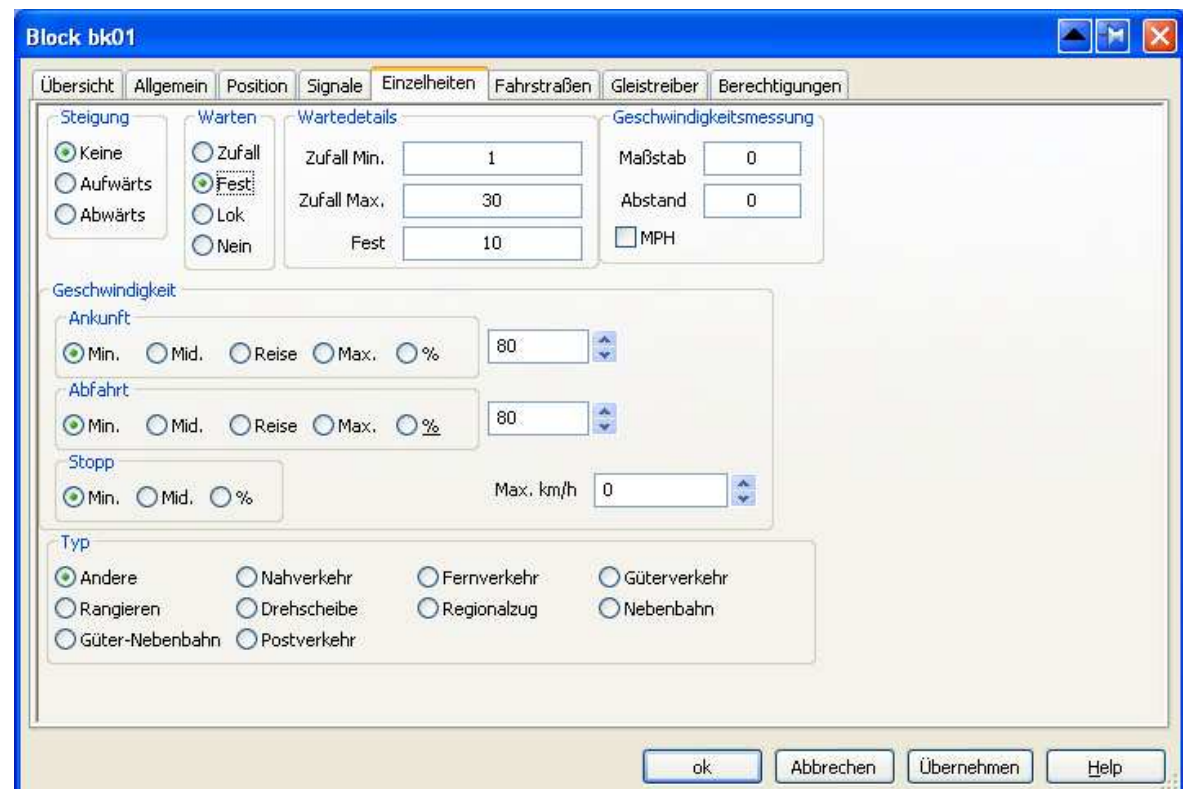 Block bk01
Übersicht Allgemein Position Signale Einzelheiten Fahrstraßen Gleistreiber Berechtigungen
Steigung Warten Wartedetails Geschwindigkeitsmessung
Keine Zufall Zufall Min. 1 Maßstab 0
Aufwärts Fest Zufall Max. 30 Abstand 0
Abwärts Lok Fest 10 MPH
Nein
Geschwindigkeit
Ankunft
Min. Mid. Reise Max. % 80
Abfahrt
Min. Mid. Reise Max. % 80
Stopp
Min. Mid. % Max. km/h 0
Typ
Andere Nahverkehr Fernverkehr Güterverkehr
Rangieren Drehscheibe Regionalzug Nebenbahn
Güter-Nebenbahn Postverkehr
ok Abbrechen Übernehmen Help